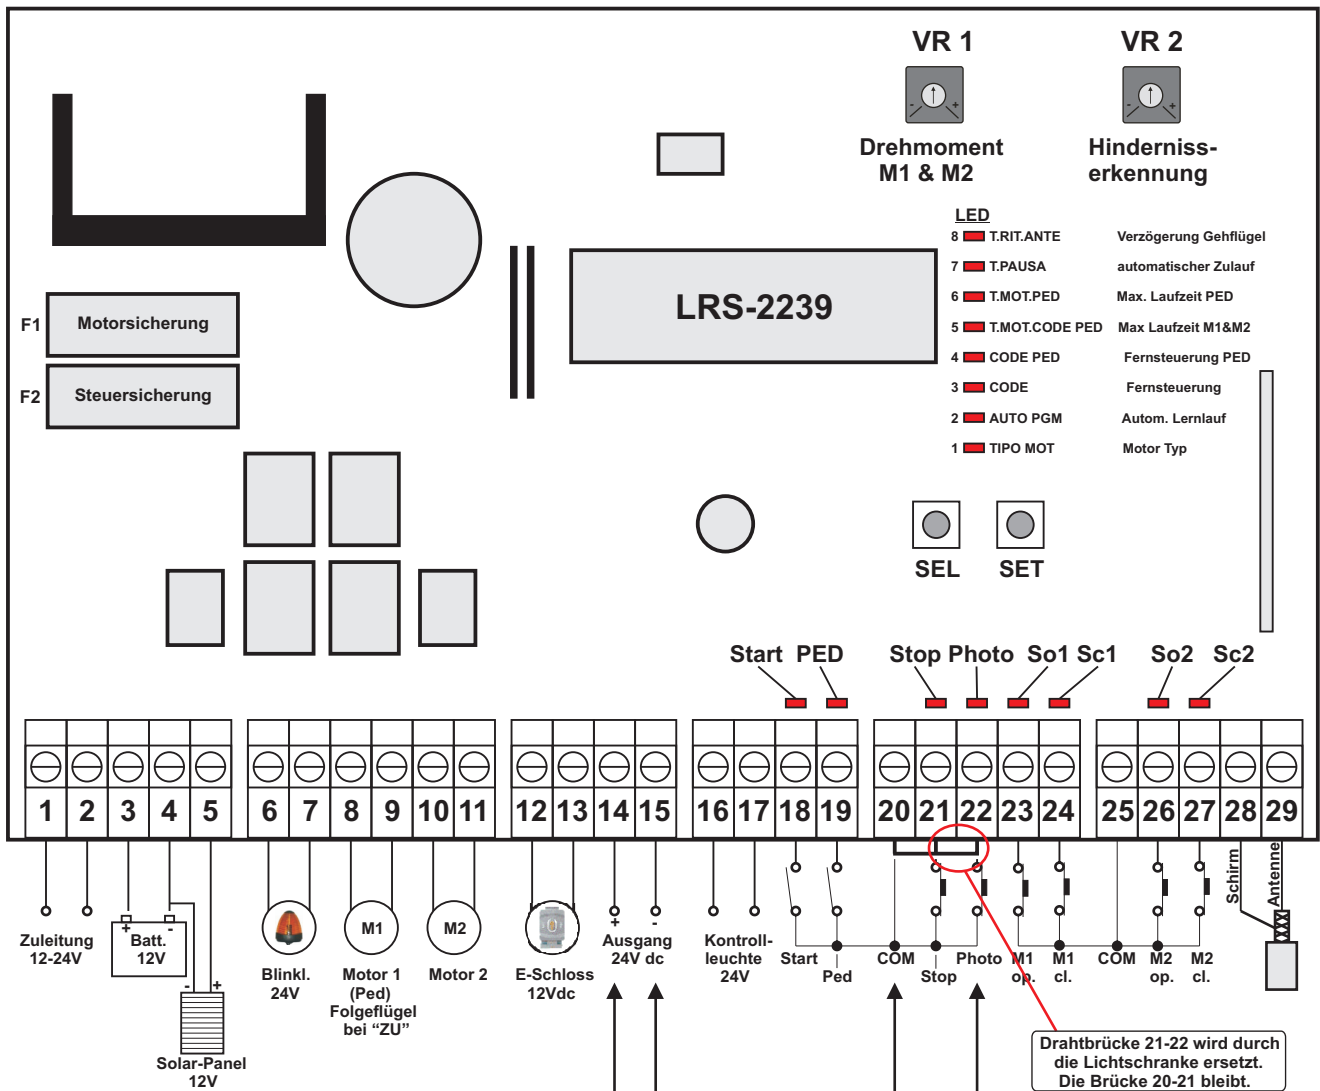 VR 1
VR 2
Drehmoment
M1 & M2
Hinderniss-
erkennung
LED
8 T.RIT.ANTE Verzögerung Gehflügel
7 T.PAUSA automatischer Zulauf
6 T.MOT.PED Max. Laufzeit PED
5 T.MOT.CODE PED Max Laufzeit M1&M2
4 CODE PED Fernsteuerung PED
3 CODE Fernsteuerung
2 AUTO PGM Autom. Lernlauf
1 TIPO MOT Motor Typ
LRS-2239
F1 Motorsicherung
F2 Steuersicherung
SEL SET
Start PED Stop Photo So1 Sc1 So2 Sc2
1 2 3 4 5 6 7 8 9 10 11 12 13 14 15 16 17 18 19 20 21 22 23 24 25 26 27 28 29
Zuleitung
12-24V
+ -
Batt.
12V
- +
Solar-Panel
12V
Blinkl.
24V
M1
Motor 1
(Ped)
Folgeflügel
bei “ZU”
M2
Motor 2
E-Schloss
12Vdc
+ -
Ausgang
24V dc
Kontroll-
leuchte
24V
Start
Ped
COM
Stop
Photo
M1
op.
M1
cl.
COM
M2
op.
M2
cl.
Schirm
Antenne
Drahtbrücke 21-22 wird durch
die Lichtschranke ersetzt.
Die Brücke 20-21 bleibt.